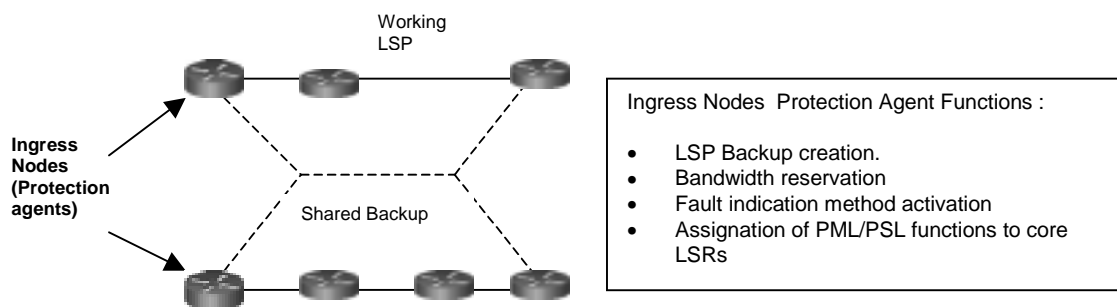 Working
LSP
Ingress
Nodes
(Protection
agents)
Shared Backup
Ingress Nodes Protection Agent Functions :
• LSP Backup creation.
• Bandwidth reservation
• Fault indication method activation
• Assignation of PML/PSL functions to core
LSRs